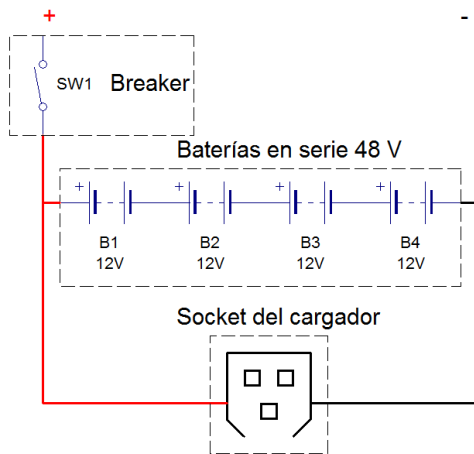 + -
SW1 Breaker
Baterías en serie 48 V
+ + + +
B1 B2 B3 B4
12V 12V 12V 12V
Socket del cargador